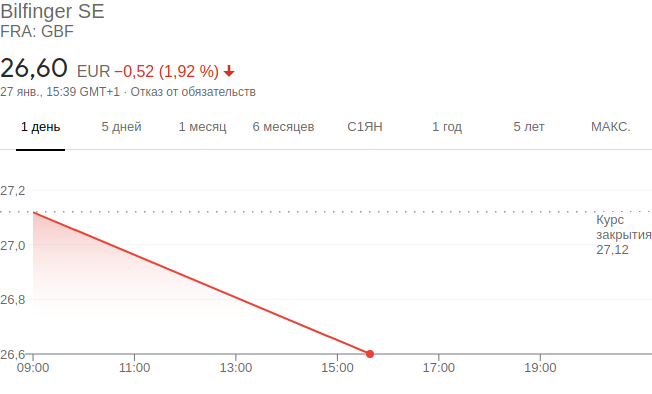 Bilfinger SE
FRA: GBF
26,60 EUR −0,52 (1,92 %)
27 янв., 15:39 GMT+1 · Отказ от обязательств
1 день 5 дней 1 месяц 6 месяцев С1ЯН 1 год 5 лет МАКС.
27,2
Курс
закрытия
27,12
27,0
26,8
26,6
09:00 11:00 13:00 15:00 17:00 19:00